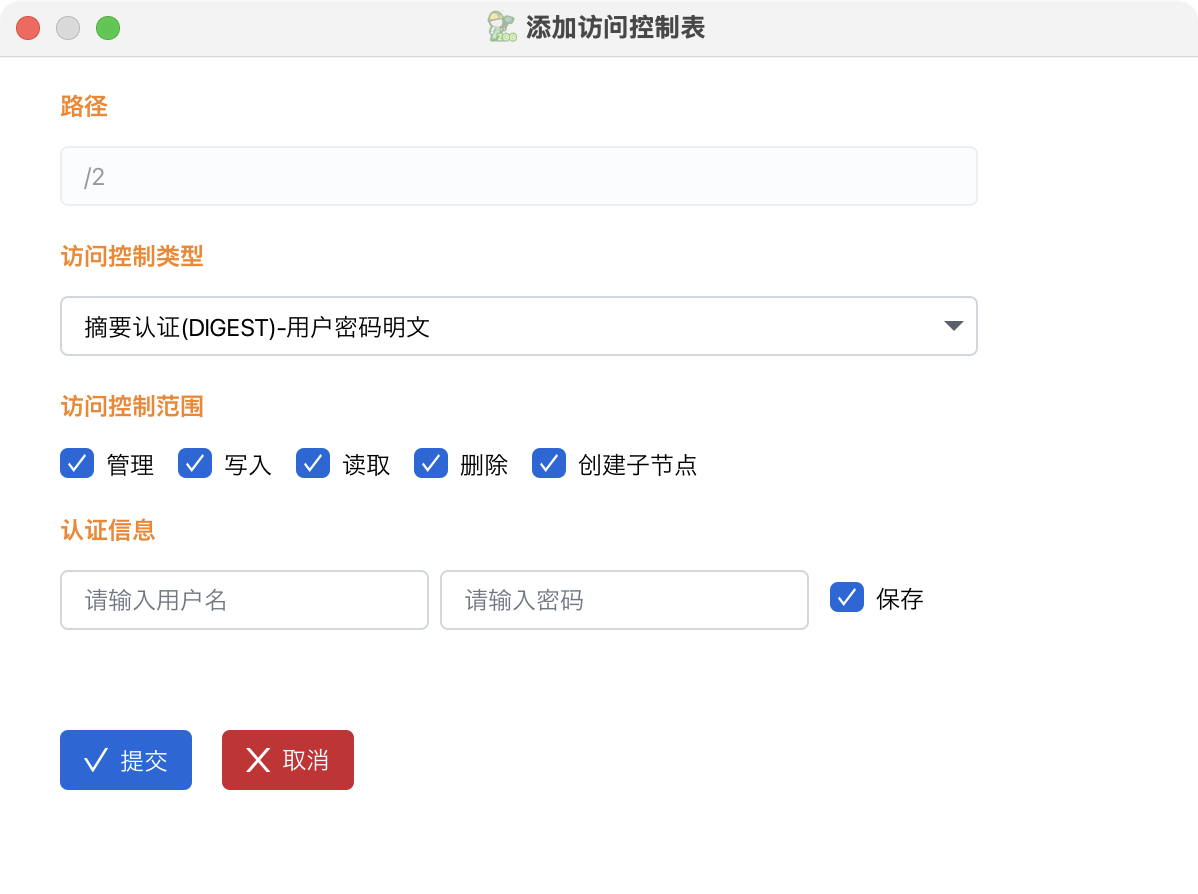 添加访问控制表
路径
/2
访问控制类型
摘要认证(DIGEST)-用户密码明文
访问控制范围
管理 写入 读取 删除 创建子节点
认证信息
请输入用户名 请输入密码 保存
提交 取消